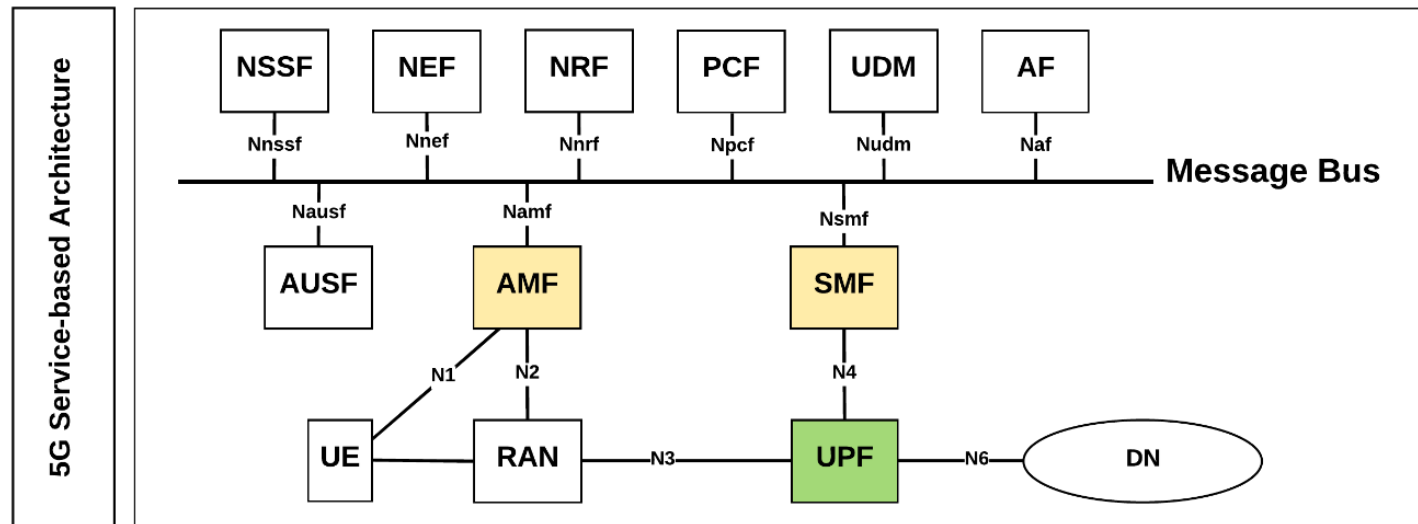 5G Service-based Architecture
NSSF NEF NRF PCF UDM AF
Nnssf Nnef Nnrf Npcf Nudm Naf
Message Bus
Nausf Namf Nsmf
AUSF AMF SMF
N1 N2 N4
UE RAN N3 UPF N6 DN